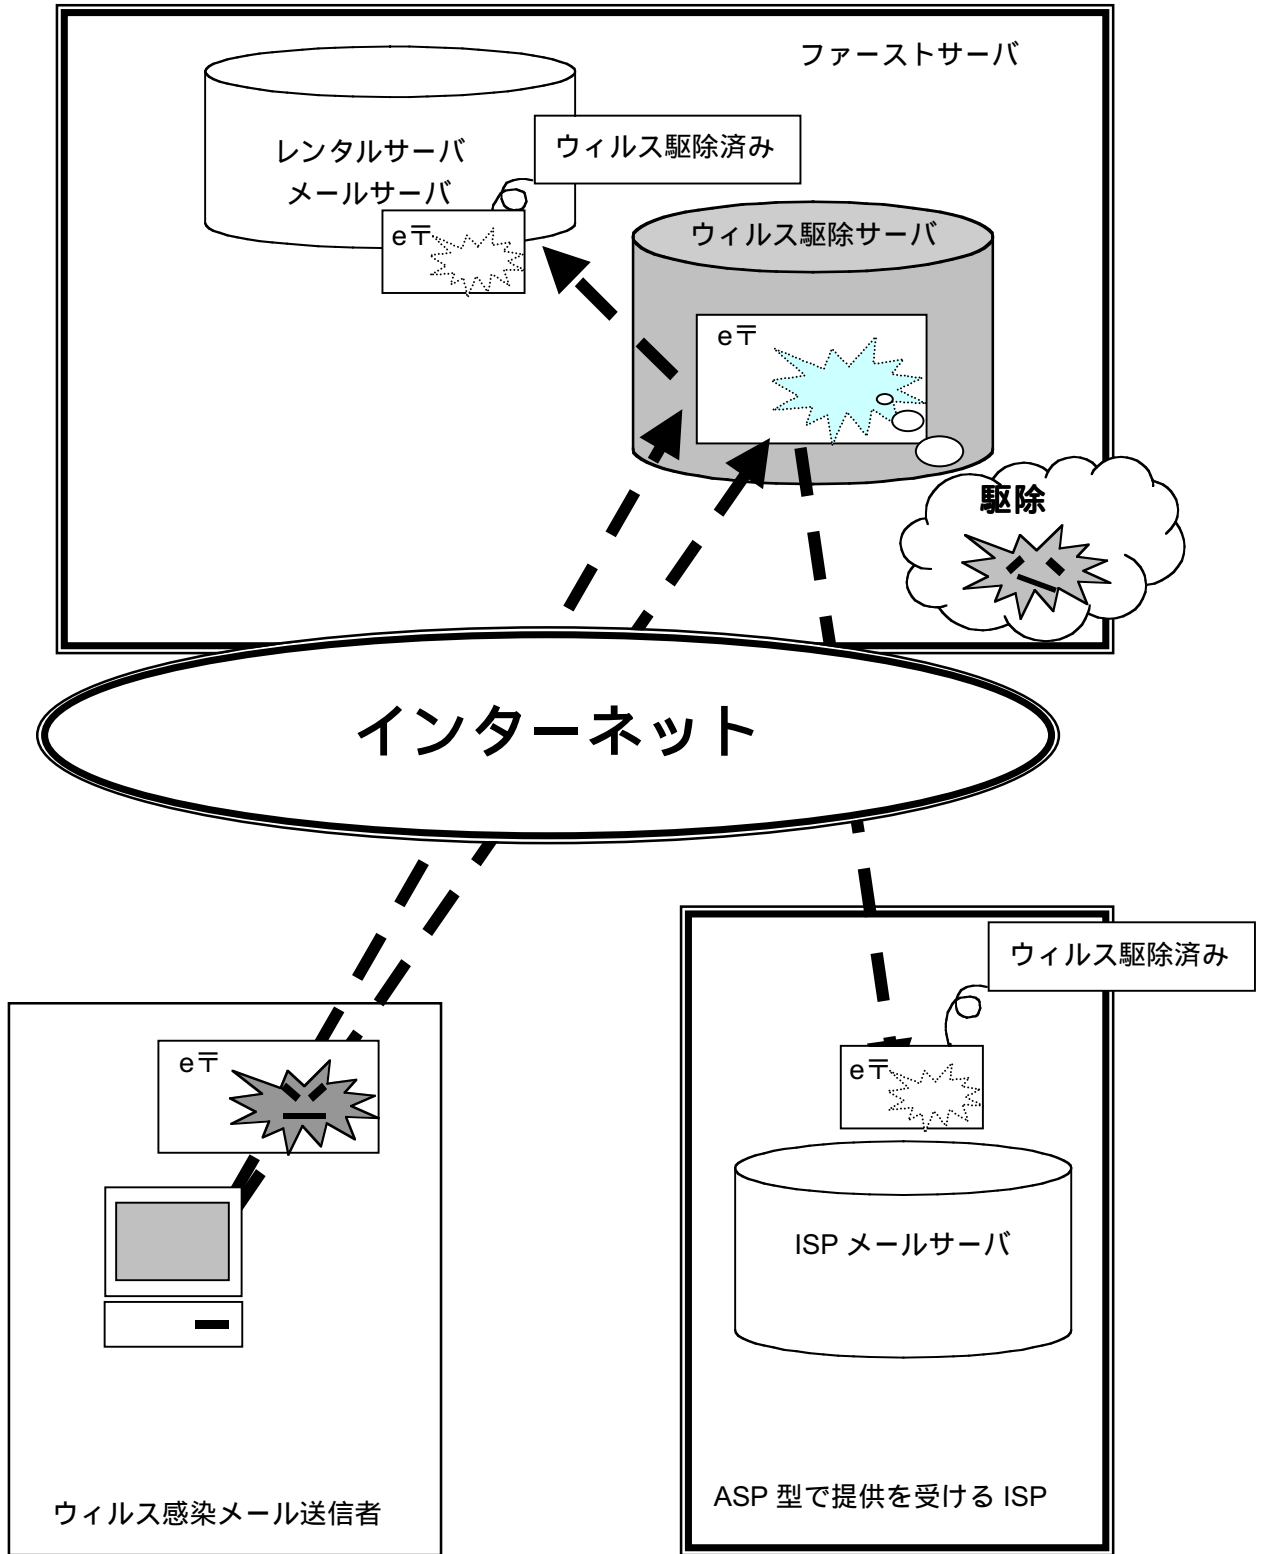 ファーストサーバ
レンタルサーバ
メールサーバ
ウィルス駆除済み
e〒
ウィルス駆除サーバ
e〒
駆除
インターネット
ウィルス駆除済み
e〒
e〒
ISP メールサーバ
ウィルス感染メール送信者
ASP 型で提供を受ける ISP